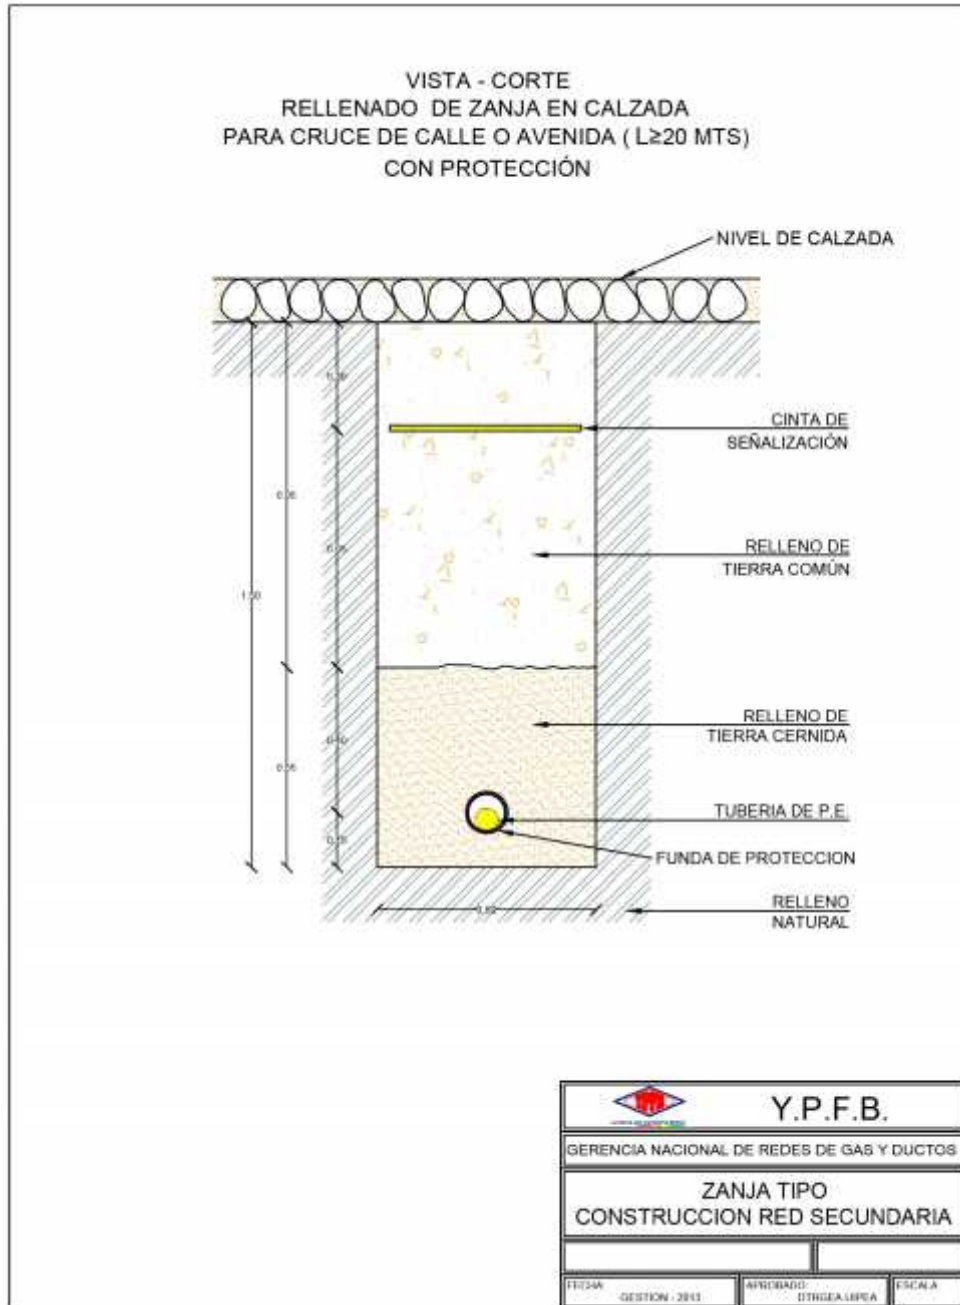 VISTA - CORTE
RELLENADO DE ZANJA EN CALZADA
PARA CRUCE DE CALLE O AVENIDA ( L≥20 MTS)
CON PROTECCIÓN
NIVEL DE CALZADA
CINTA DE
SEÑALIZACIÓN
RELLENO DE
TIERRA COMÚN
RELLENO DE
TIERRA CERNIDA
TUBERIA DE P.E.
FUNDA DE PROTECCION
RELLENO
NATURAL
Y.P.F.B.
GERENCIA NACIONAL DE REDES DE GAS Y DUCTOS
ZANJA TIPO
CONSTRUCCION RED SECUNDARIA
FECHA:
GESTION - 2013
APROBADO:
ESCALA